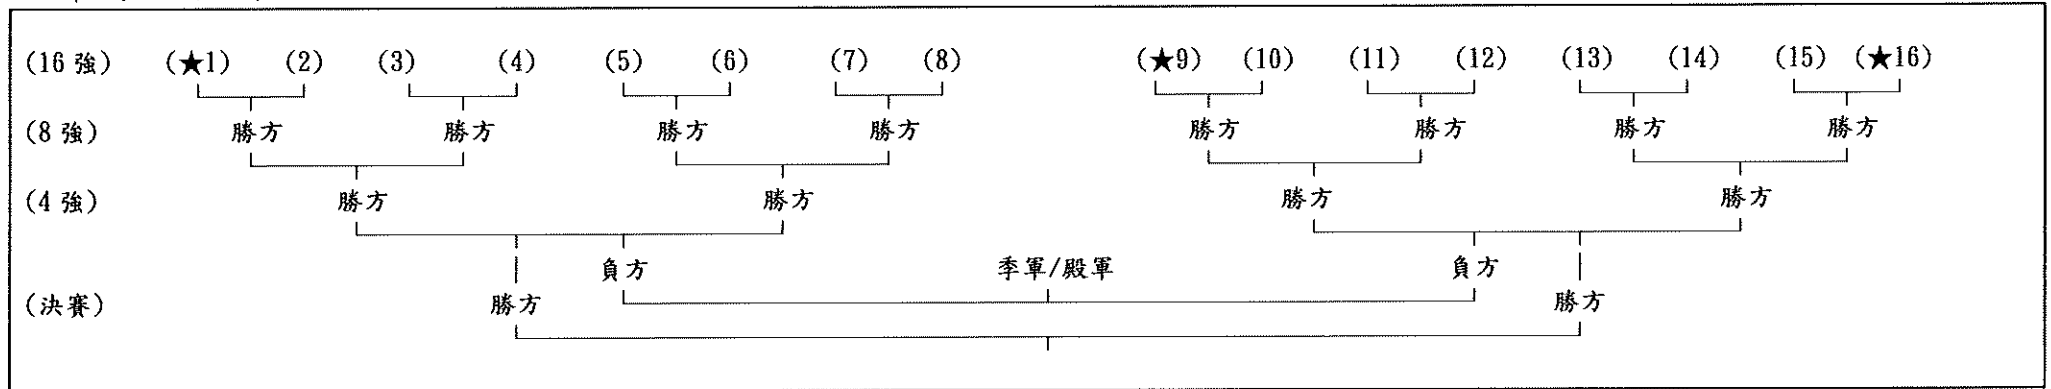 (16 強) (★1) (2) (3) (4) (5) (6) (7) (8) (★9) (10) (11) (12) (13) (14) (15) (★16)
(8 強) 勝方 勝方 勝方 勝方 勝方 勝方 勝方 勝方
(4 強) 勝方 勝方 勝方 勝方
負方 季軍/殿軍 負方
(決賽) 勝方 勝方